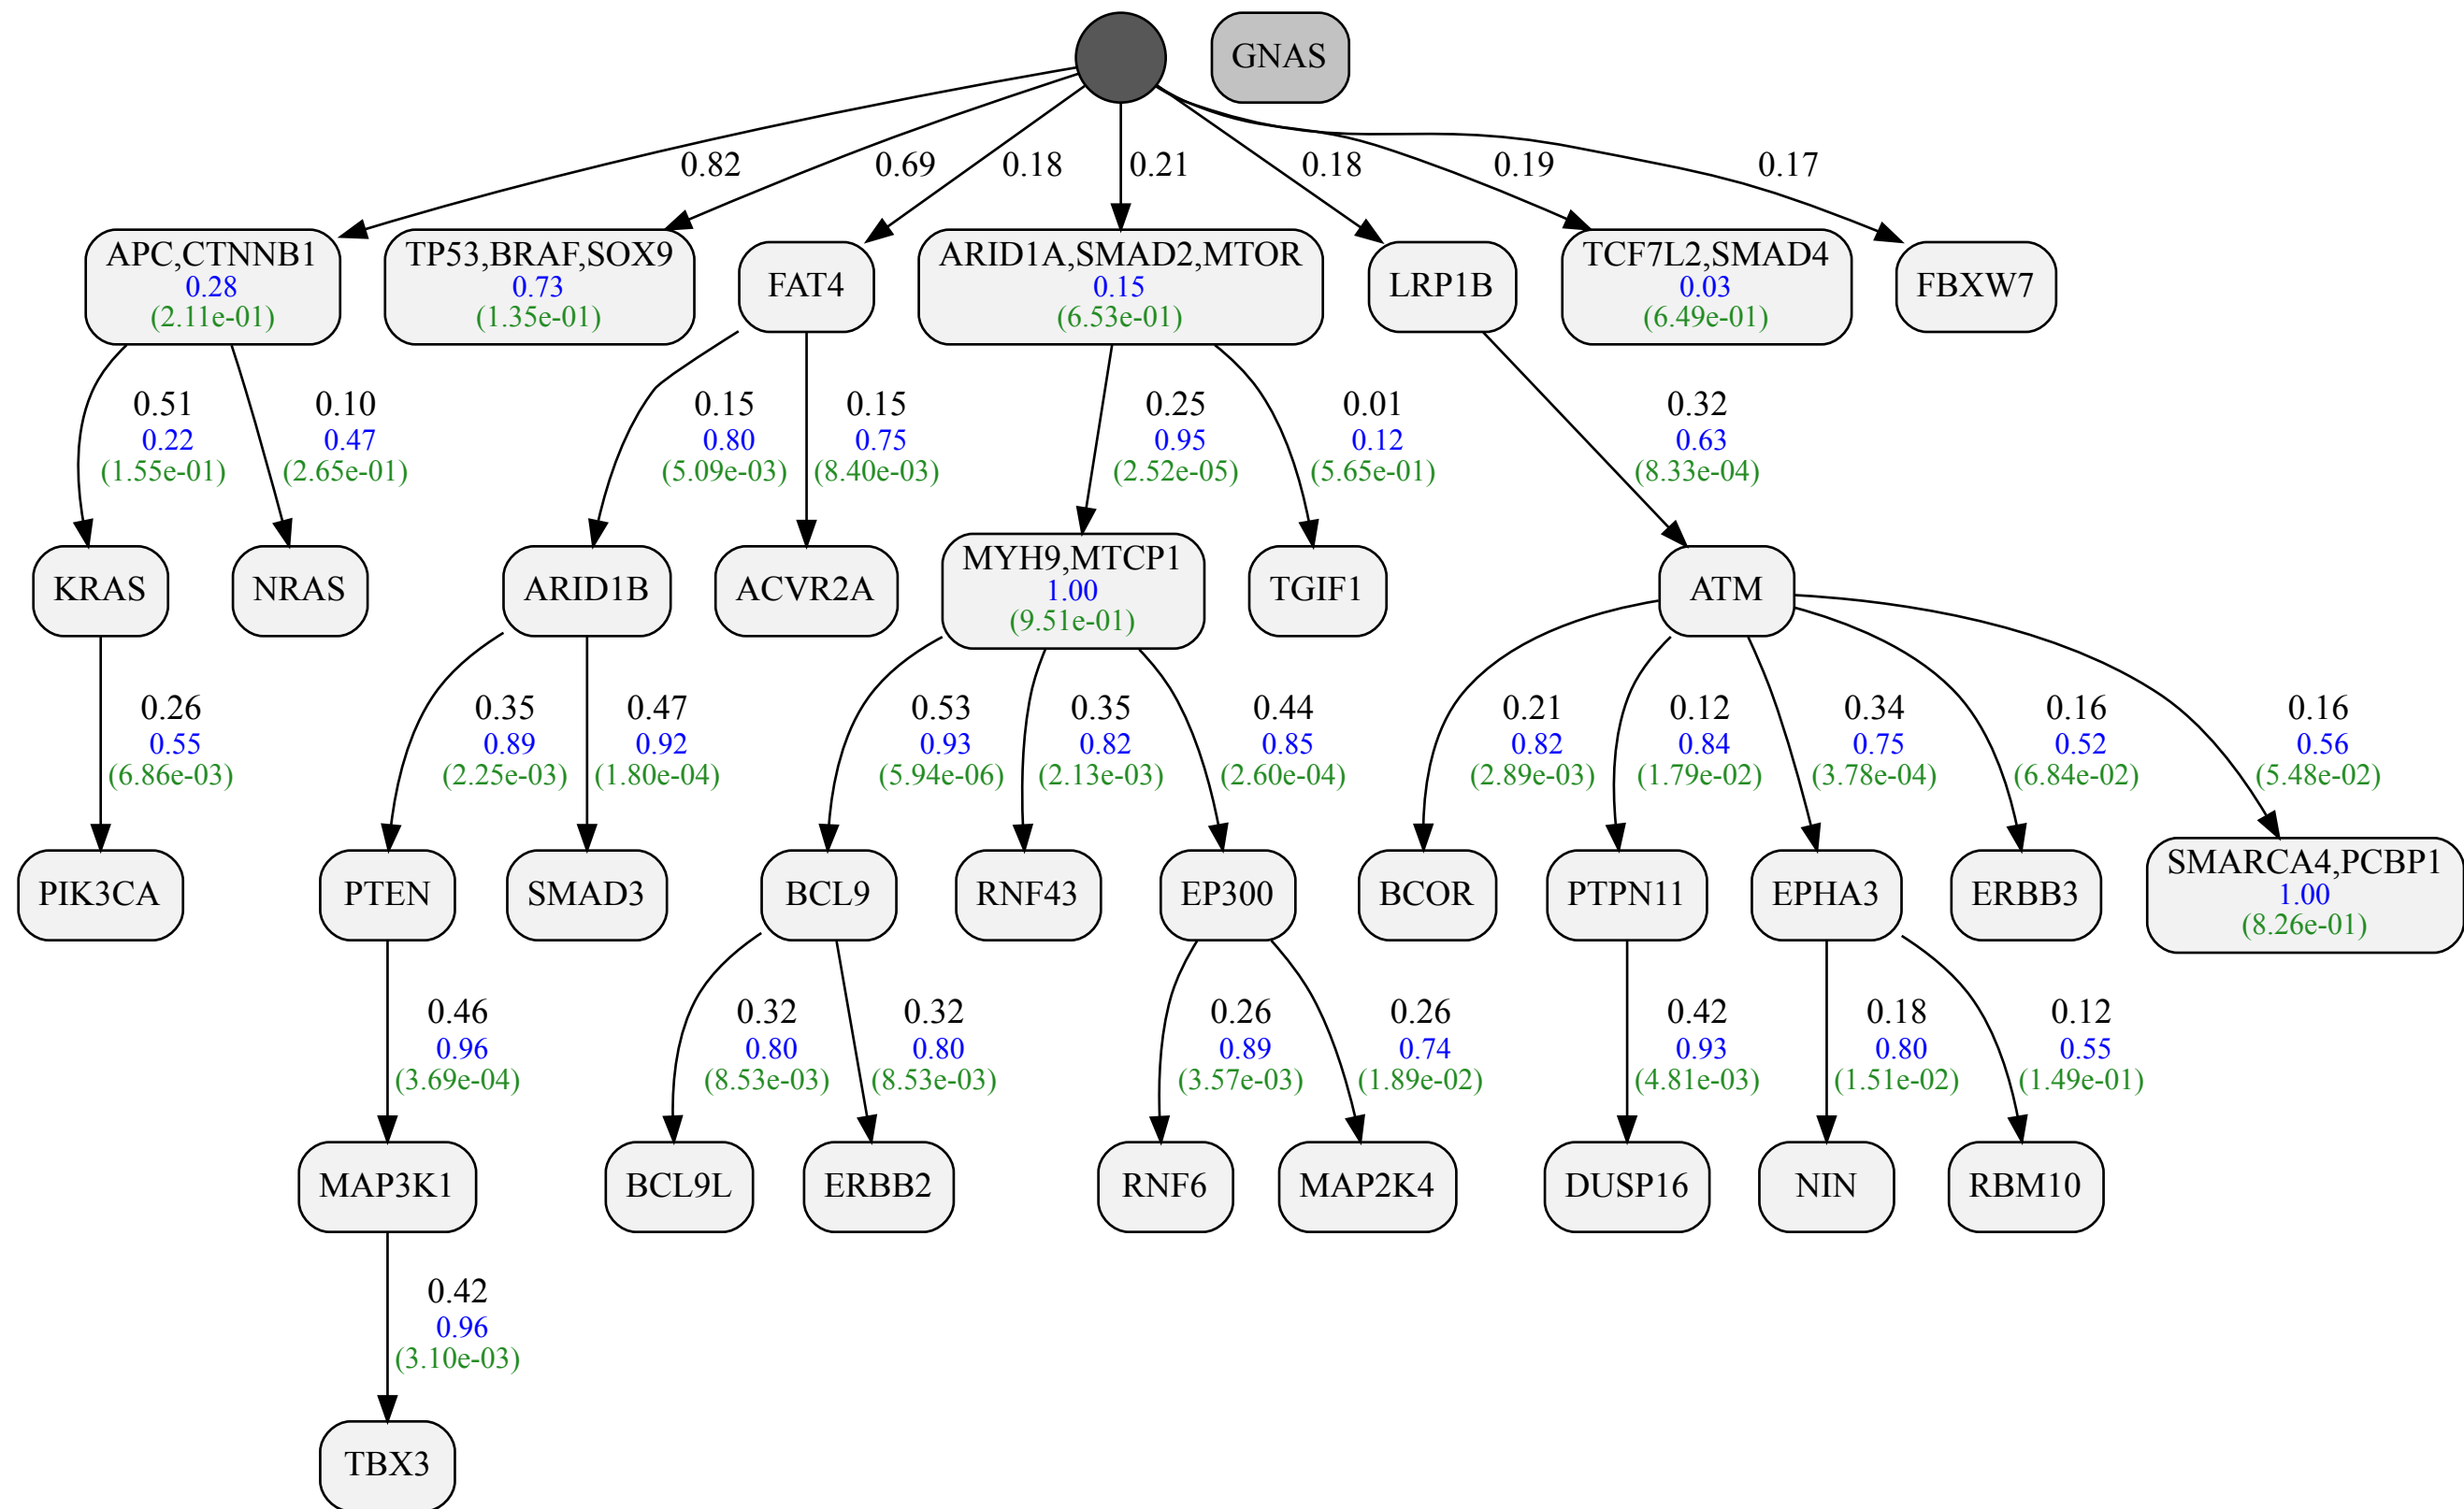 GNAS
0.82
0.69
0.18
0.21
0.18
0.19
0.17
APC,CTNNB1
0.28
(2.11e-01)
TP53,BRAF,SOX9
0.73
(1.35e-01)
FAT4
ARID1A,SMAD2,MTOR
0.15
(6.53e-01)
LRP1B
TCF7L2,SMAD4
0.03
(6.49e-01)
FBXW7
0.51
0.22
(1.55e-01)
0.10
0.47
(2.65e-01)
0.15
0.80
(5.09e-03)
0.15
0.75
(8.40e-03)
0.25
0.95
(2.52e-05)
0.01
0.12
(5.65e-01)
0.32
0.63
(8.33e-04)
KRAS
NRAS
ARID1B
ACVR2A
MYH9,MTCP1
1.00
(9.51e-01)
TGIF1
ATM
0.26
0.55
(6.86e-03)
0.35
0.89
(2.25e-03)
0.47
0.92
(1.80e-04)
0.53
0.93
(5.94e-06)
0.35
0.82
(2.13e-03)
0.44
0.85
(2.60e-04)
0.21
0.82
(2.89e-03)
0.12
0.84
(1.79e-02)
0.34
0.75
(3.78e-04)
0.16
0.52
(6.84e-02)
0.16
0.56
(5.48e-02)
PIK3CA
PTEN
SMAD3
BCL9
RNF43
EP300
BCOR
PTPN11
EPHA3
ERBB3
SMARCA4,PCBP1
1.00
(8.26e-01)
0.46
0.96
(3.69e-04)
0.32
0.80
(8.53e-03)
0.32
0.80
(8.53e-03)
0.26
0.89
(3.57e-03)
0.26
0.74
(1.89e-02)
0.42
0.93
(4.81e-03)
0.18
0.80
(1.51e-02)
0.12
0.55
(1.49e-01)
MAP3K1
BCL9L
ERBB2
RNF6
MAP2K4
DUSP16
NIN
RBM10
0.42
0.96
(3.10e-03)
TBX3